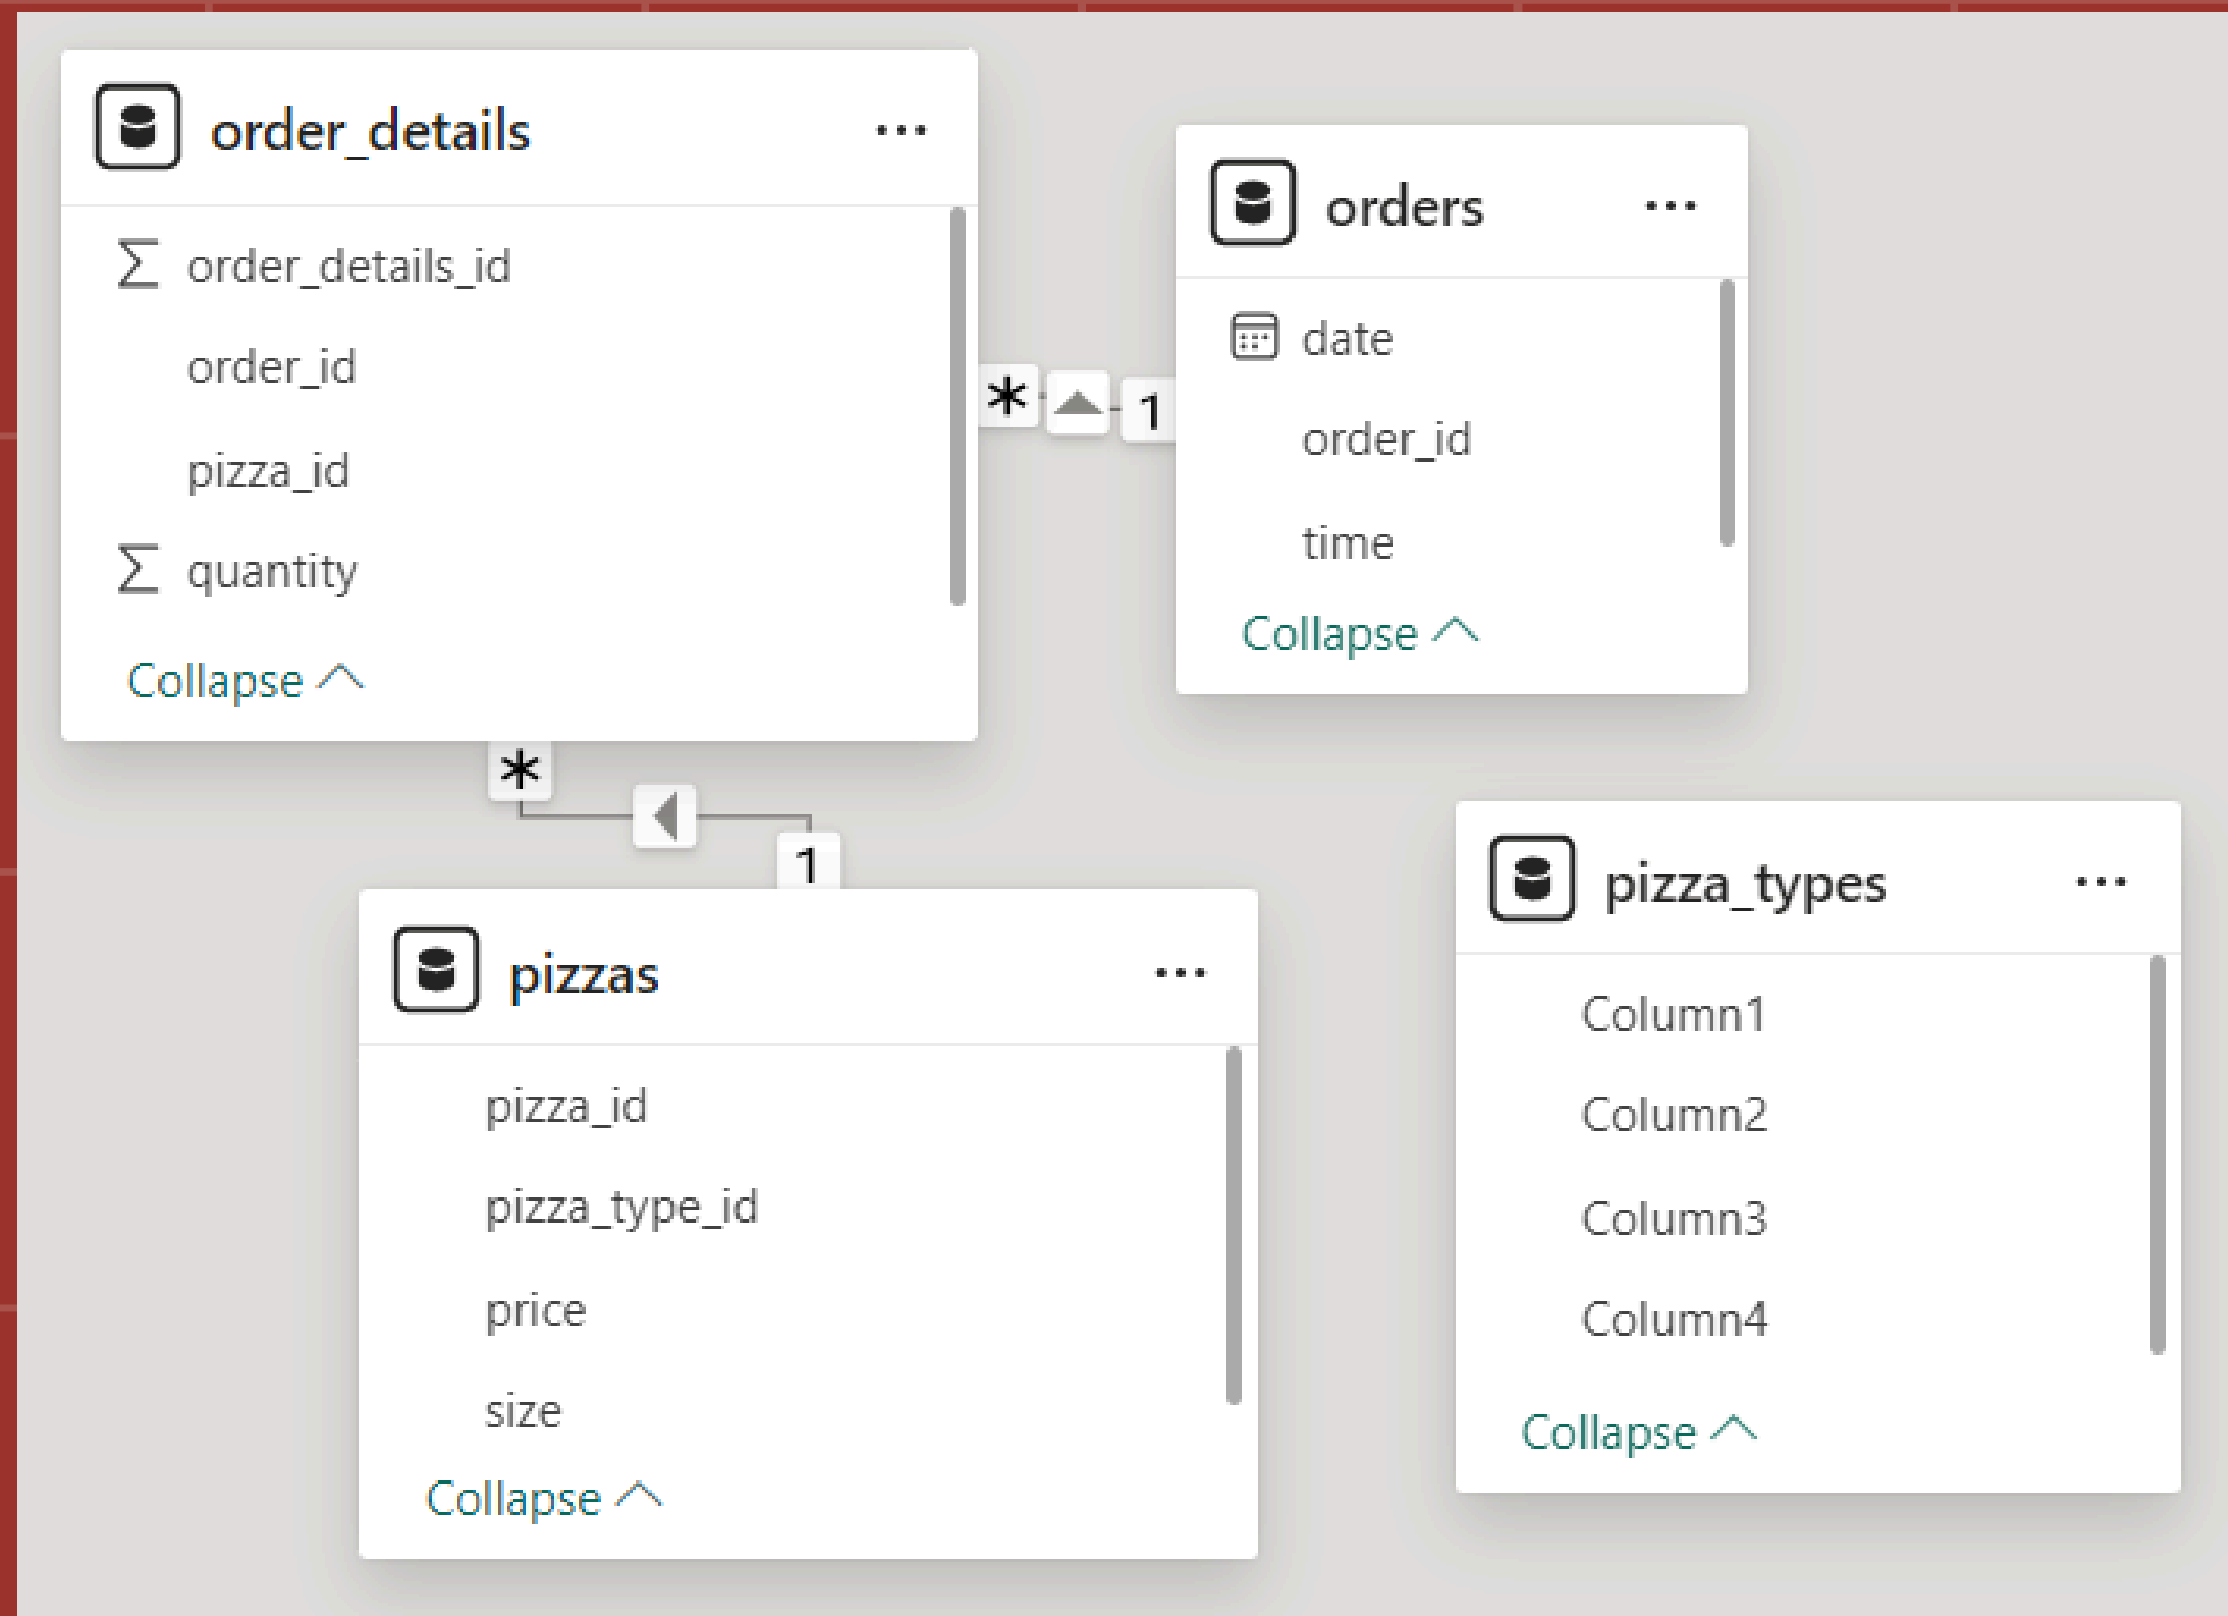 order_details
order_details_id
order_id
pizza_id
quantity
Collapse
* 1
orders
date
order_id
time
Collapse
*
1
pizzas
pizza_id
pizza_type_id
price
size
Collapse
pizza_types
Column1
Column2
Column3
Column4
Collapse